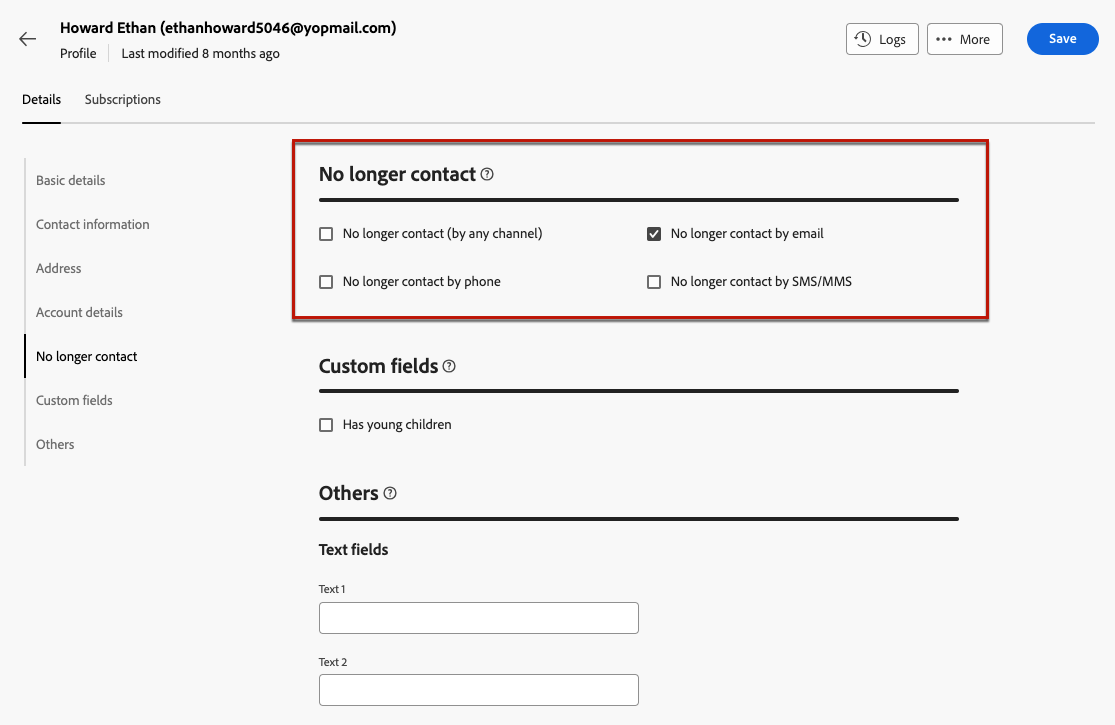 Howard Ethan (ethanhoward5046@yopmail.com)
Profile Last modified 8 months ago
Logs
More
Save
Details Subscriptions
Basic details
Contact information
Address
Account details
No longer contact
Custom fields
Others
No longer contact
No longer contact (by any channel)
No longer contact by email
No longer contact by phone
No longer contact by SMS/MMS
Custom fields
Has young children
Others
Text fields
Text 1
Text 2